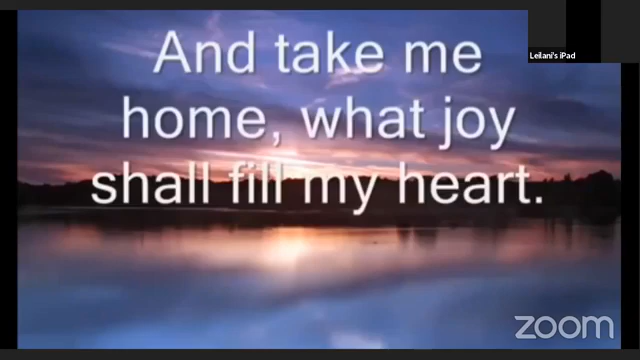 And take me
home, what joy
shall fill my heart.
Leilani's iPad
zoom